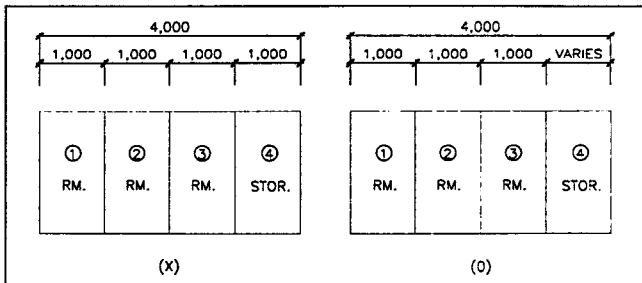 4,000
1,000 1,000 1,000 1,000
① ② ③ ④
RM. RM. RM. STOR.
(X)
4,000
1,000 1,000 1,000 VARIES
① ② ③ ④
RM. RM. RM. STOR.
(O)